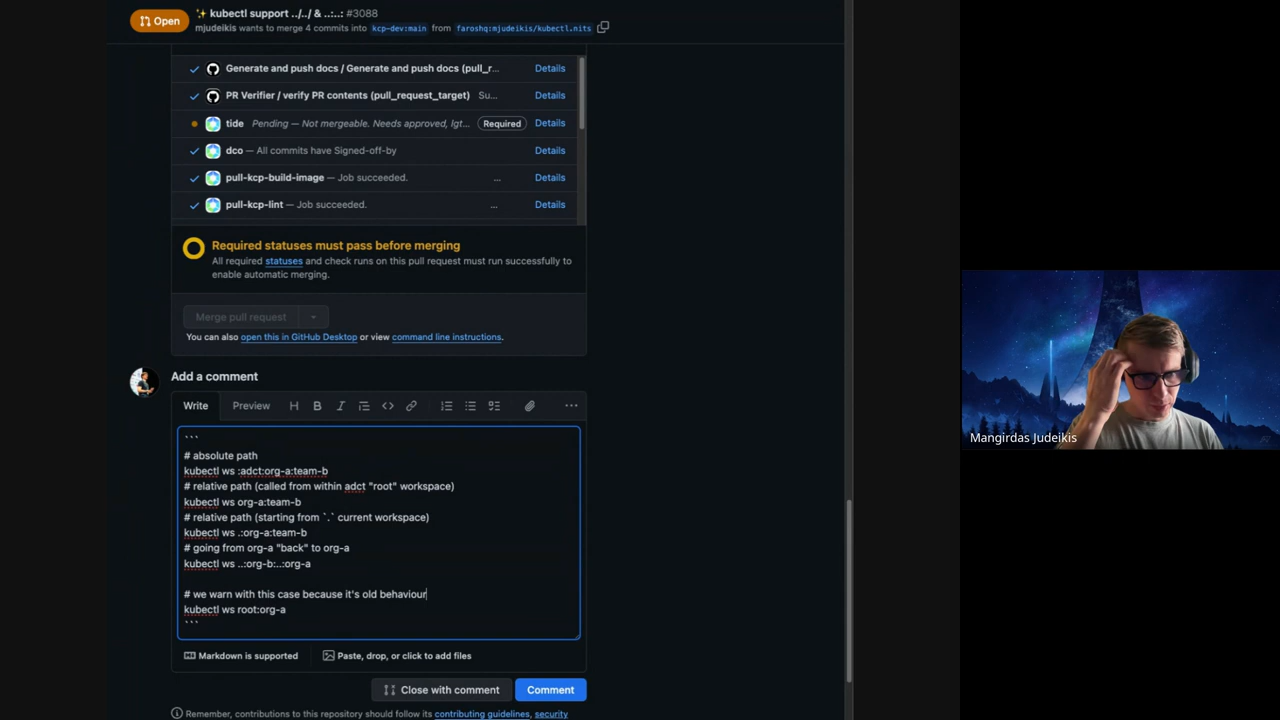 Open
✨ kubectl support ../../ & ..:..: #3088
mjudeikis wants to merge 4 commits into kcp-dev:main from faroshq:mjudeikis/kubectl.nits
Generate and push docs / Generate and push docs (pull_r... Details
PR Verifier / verify PR contents (pull_request_target) Su... Details
tide Pending — Not mergeable. Needs approved, lgt... Required Details
dco — All commits have Signed-off-by Details
pull-kcp-build-image — Job succeeded. ... Details
pull-kcp-lint — Job succeeded. ... Details
Required statuses must pass before merging
All required statuses and check runs on this pull request must run successfully to
enable automatic merging.
Merge pull request
You can also open this in GitHub Desktop or view command line instructions.
Add a comment
Write Preview
```
# absolute path
kubectl ws :adct:org-a:team-b
# relative path (called from within adct "root" workspace)
kubectl ws org-a:team-b
# relative path (starting from `.` current workspace)
kubectl ws .:org-a:team-b
# going from org-a "back" to org-a
kubectl ws ..:org-b:..:org-a
# we warn with this case because it's old behaviour
kubectl ws root:org-a
```
Markdown is supported Paste, drop, or click to add files
Close with comment Comment
Remember, contributions to this repository should follow its contributing guidelines, security
Mangirdas Judeikis